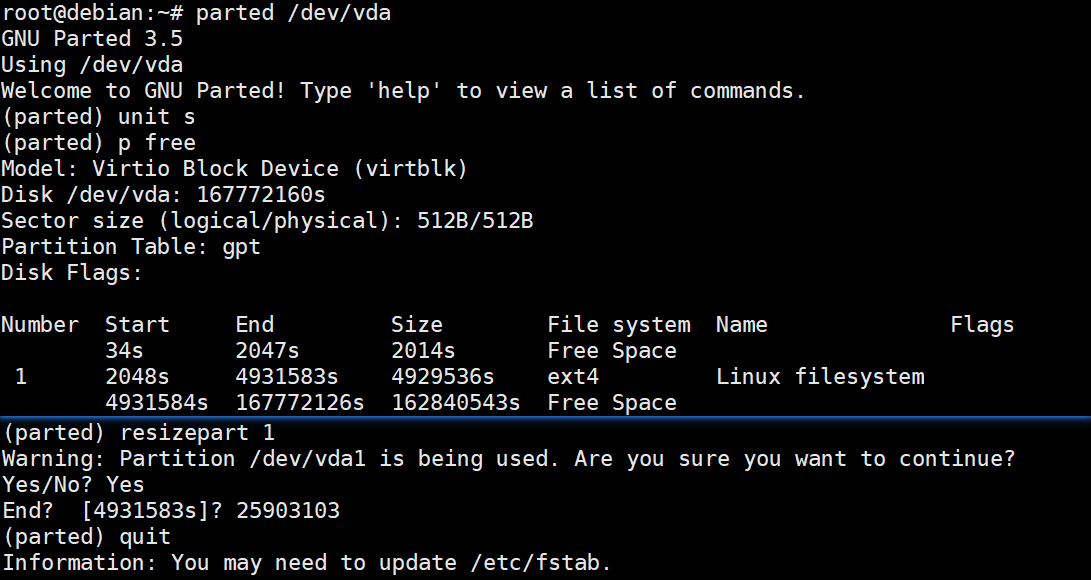 root@debian:~# parted /dev/vda
GNU Parted 3.5
Using /dev/vda
Welcome to GNU Parted! Type 'help' to view a list of commands.
(parted) unit s
(parted) p free
Model: Virtio Block Device (virtblk)
Disk /dev/vda: 167772160s
Sector size (logical/physical): 512B/512B
Partition Table: gpt
Disk Flags:
Number  Start     End         Size        File system  Name              Flags
        34s       2047s       2014s       Free Space
 1      2048s     4931583s    4929536s    ext4         Linux filesystem
        4931584s  167772126s  162840543s  Free Space
(parted) resizepart 1
Warning: Partition /dev/vda1 is being used. Are you sure you want to continue?
Yes/No? Yes
End?  [4931583s]? 25903103
(parted) quit
Information: You may need to update /etc/fstab.